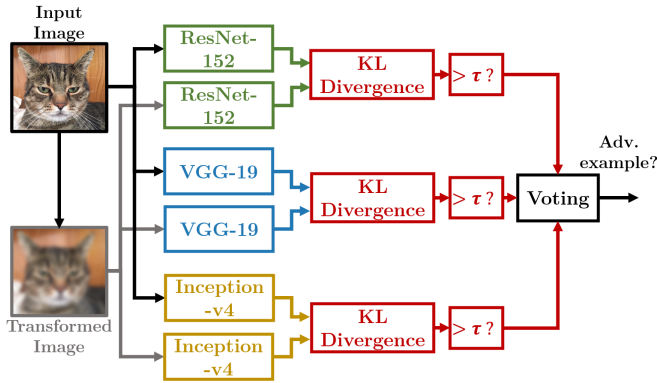 Input
Image
ResNet-
152
KL
Divergence
> τ ?
ResNet-
152
Adv.
example?
VGG-19
KL
Divergence
> τ ?
Voting
VGG-19
Transformed
Image
Inception
-v4
KL
Divergence
> τ ?
Inception
-v4